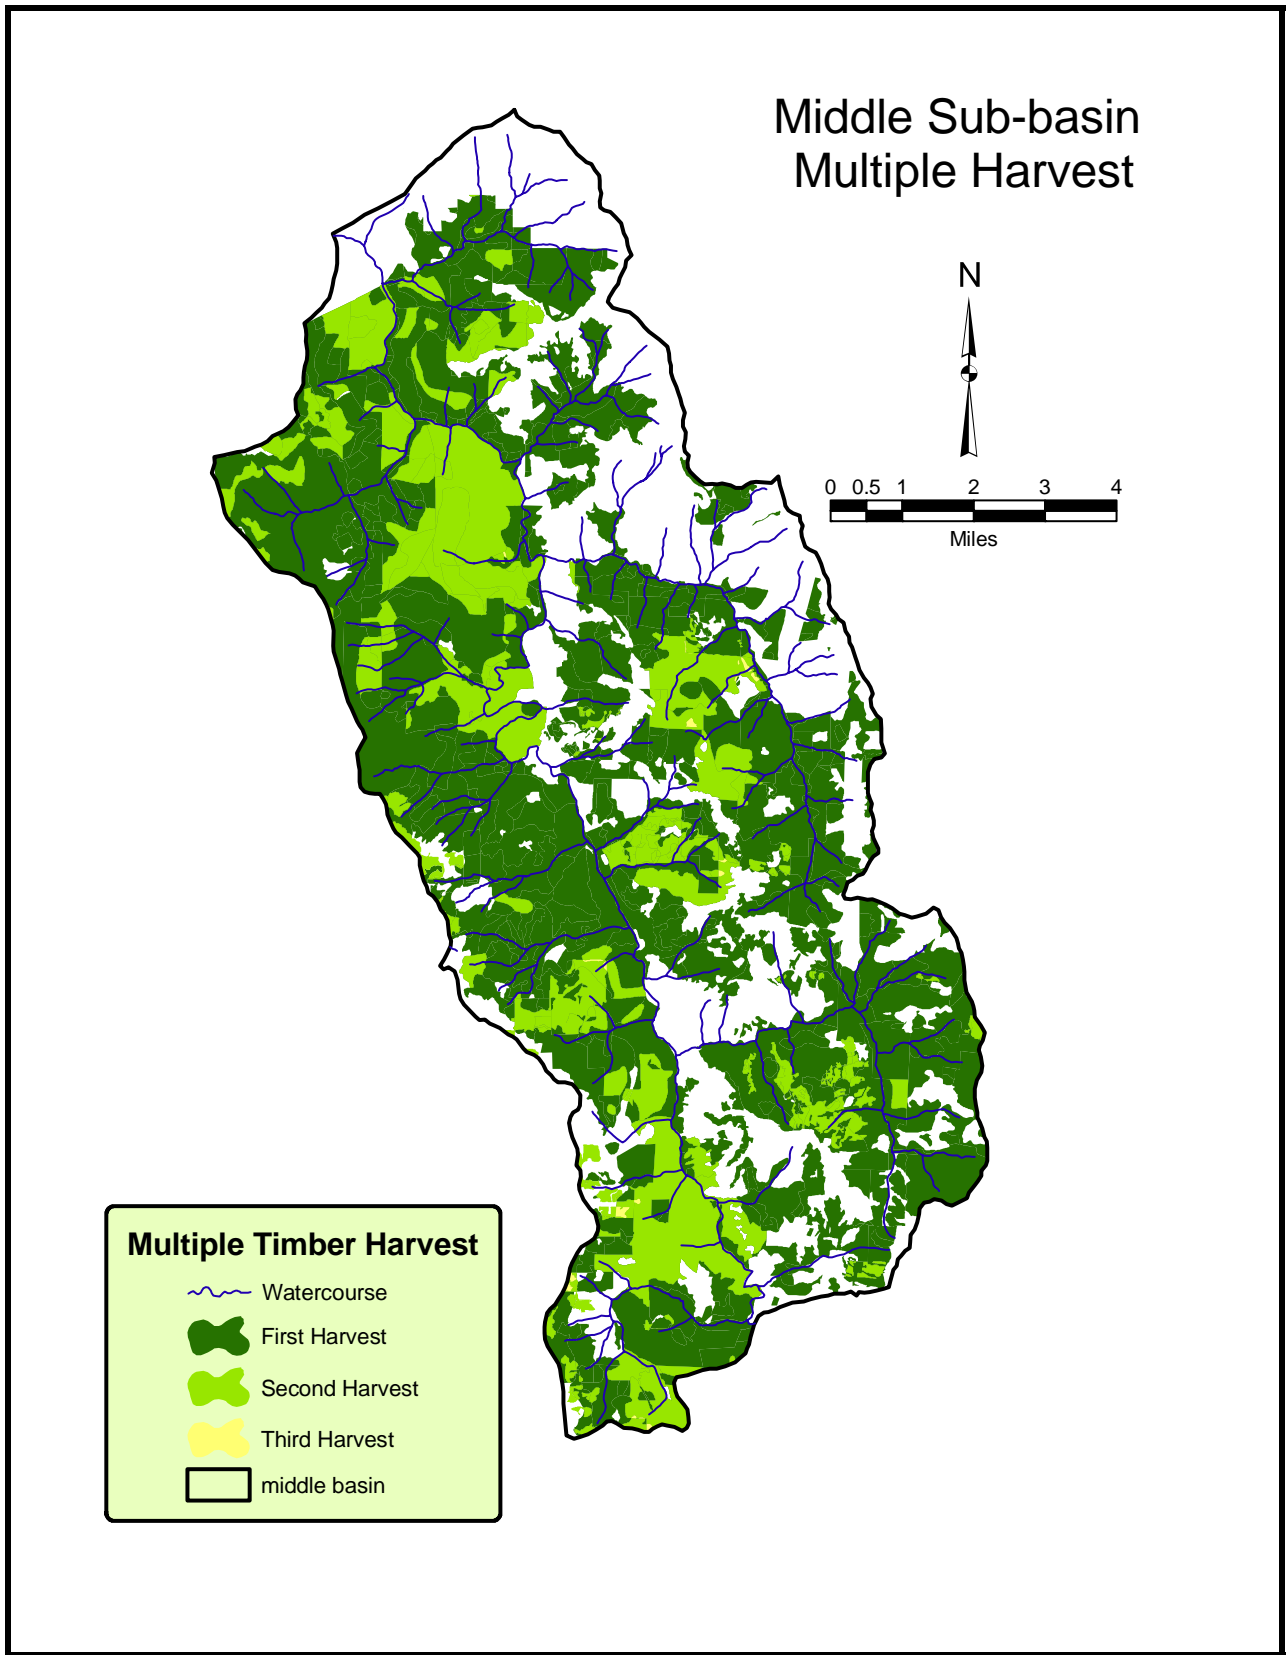 Middle Sub-basin
Multiple Harvest
N
0 0.5 1 2 3 4
Miles
Multiple Timber Harvest
Watercourse
First Harvest
Second Harvest
Third Harvest
middle basin